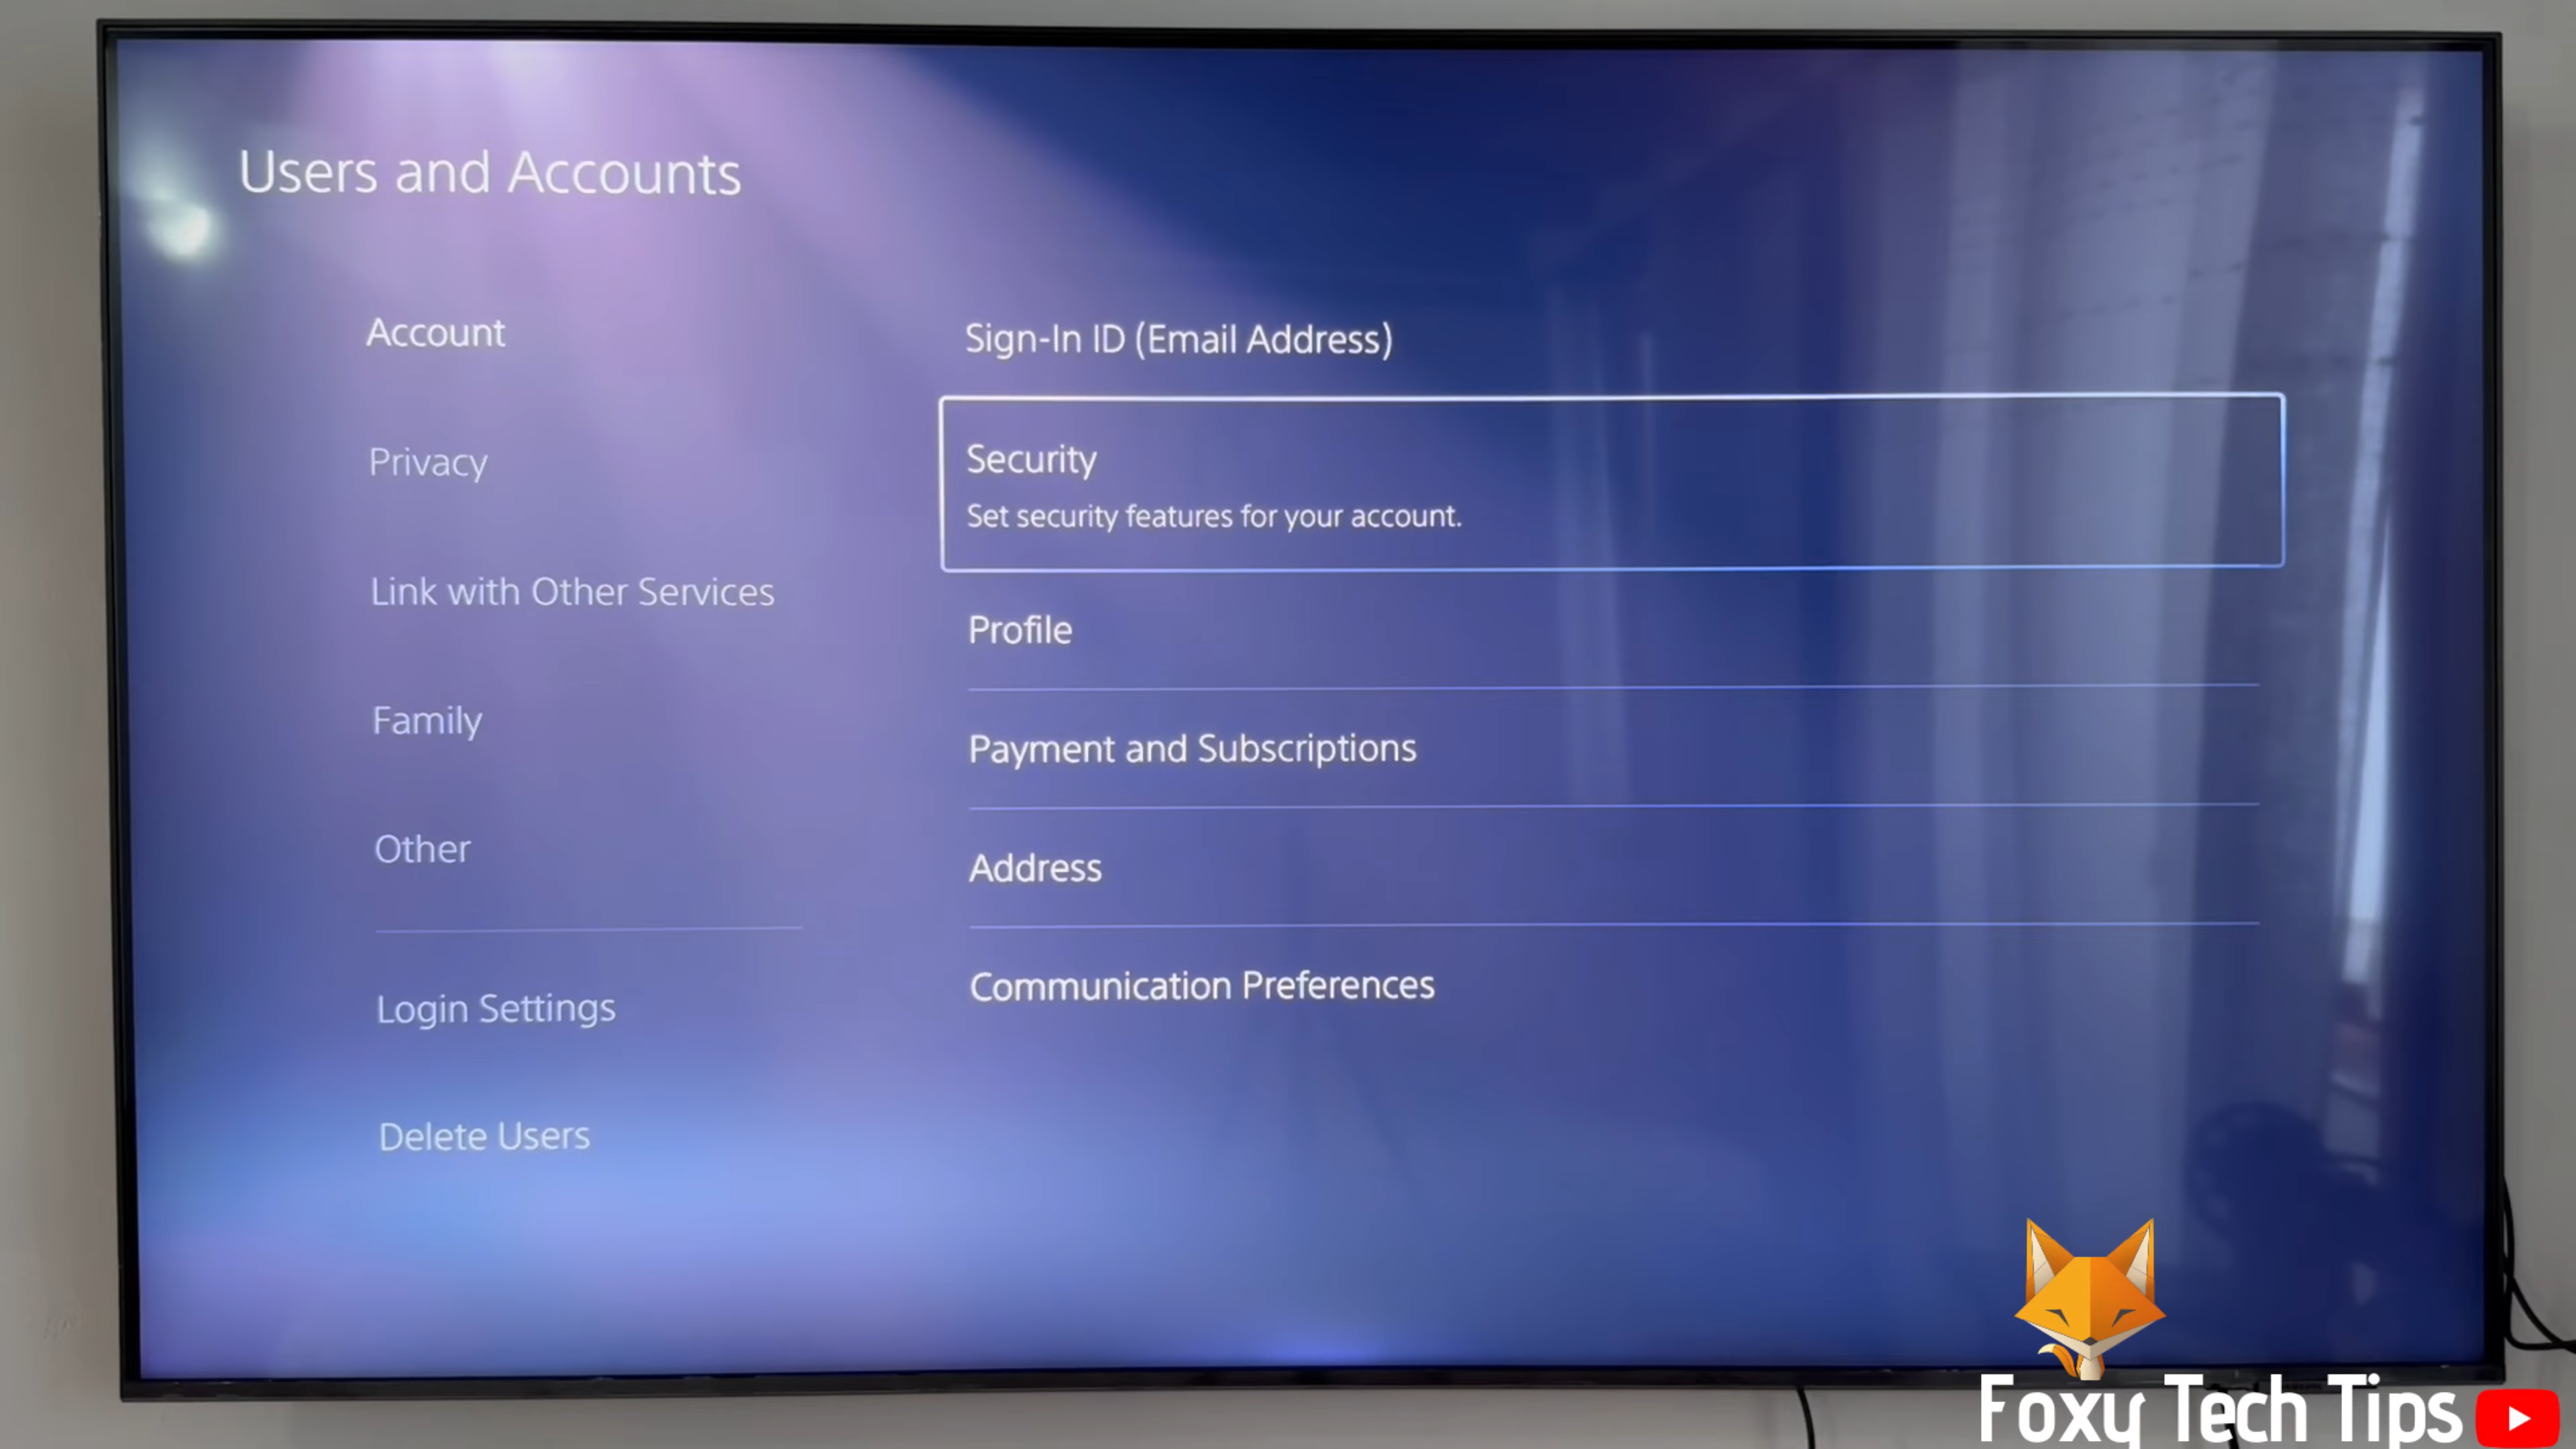 Users and Accounts
Account
Privacy
Link with Other Services
Family
Other
Login Settings
Delete Users
Sign-In ID (Email Address)
Security
Set security features for your account.
Profile
Payment and Subscriptions
Address
Communication Preferences
Foxy Tech Tips